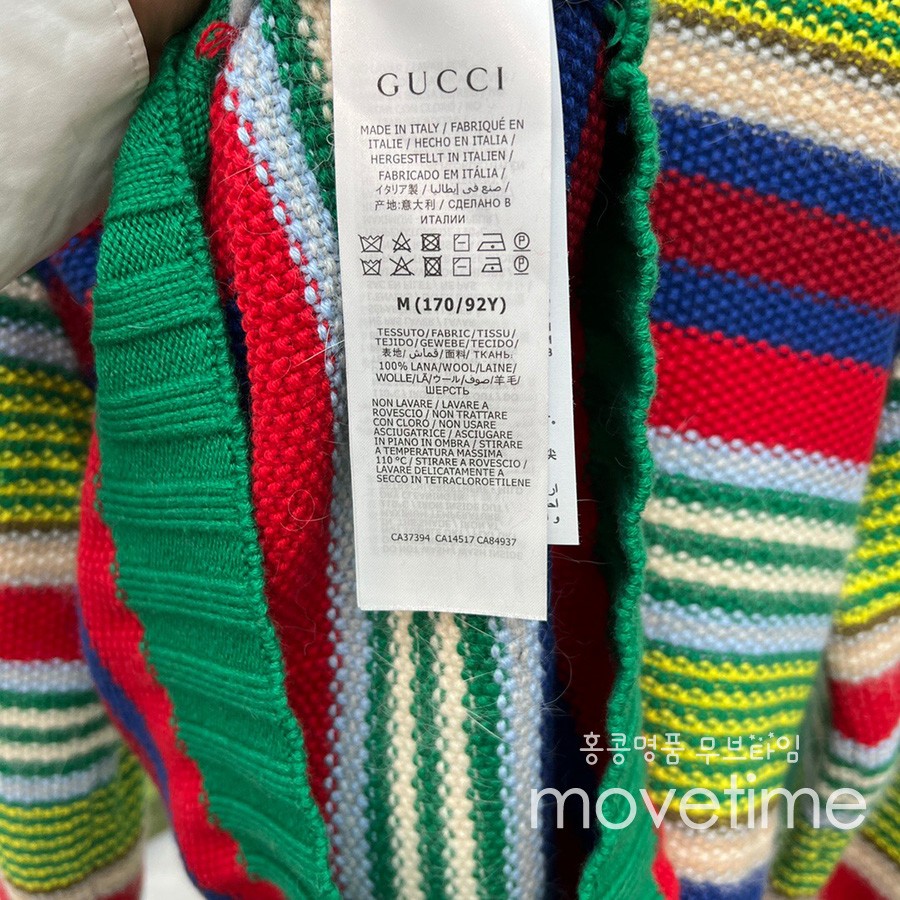 GUCCI
MADE IN ITALY / FABRIQUÉ EN
ITALIE / HECHO EN ITALIA /
HERGESTELLT IN ITALIEN /
FABRICADO EM ITÁLIA /
イタリア製 / صنع في إيطاليا /
产地:意大利 / СДЕЛАНО В
ИТАЛИИ
M (170/92Y)
TESSUTO/FABRIC/TISSU/
TEJIDO/GEWEBE/TECIDO/
表地/قماش/面料/ ТКАНЬ:
100% LANA/WOOL/LAINE/
WOLLE/LÃ/ウール/صوف/羊毛/
ШЕРСТЬ
NON LAVARE / LAVARE A
ROVESCIO / NON TRATTARE
CON CLORO / NON USARE
ASCIUGATRICE / ASCIUGARE
IN PIANO IN OMBRA / STIRARE
A TEMPERATURA MASSIMA
110 °C / STIRARE A ROVESCIO /
LAVARE DELICATAMENTE A
SECCO IN TETRACLOROETILENE
CA37394 CA14517 CA84937
홍콩명품 무브타임
movetime